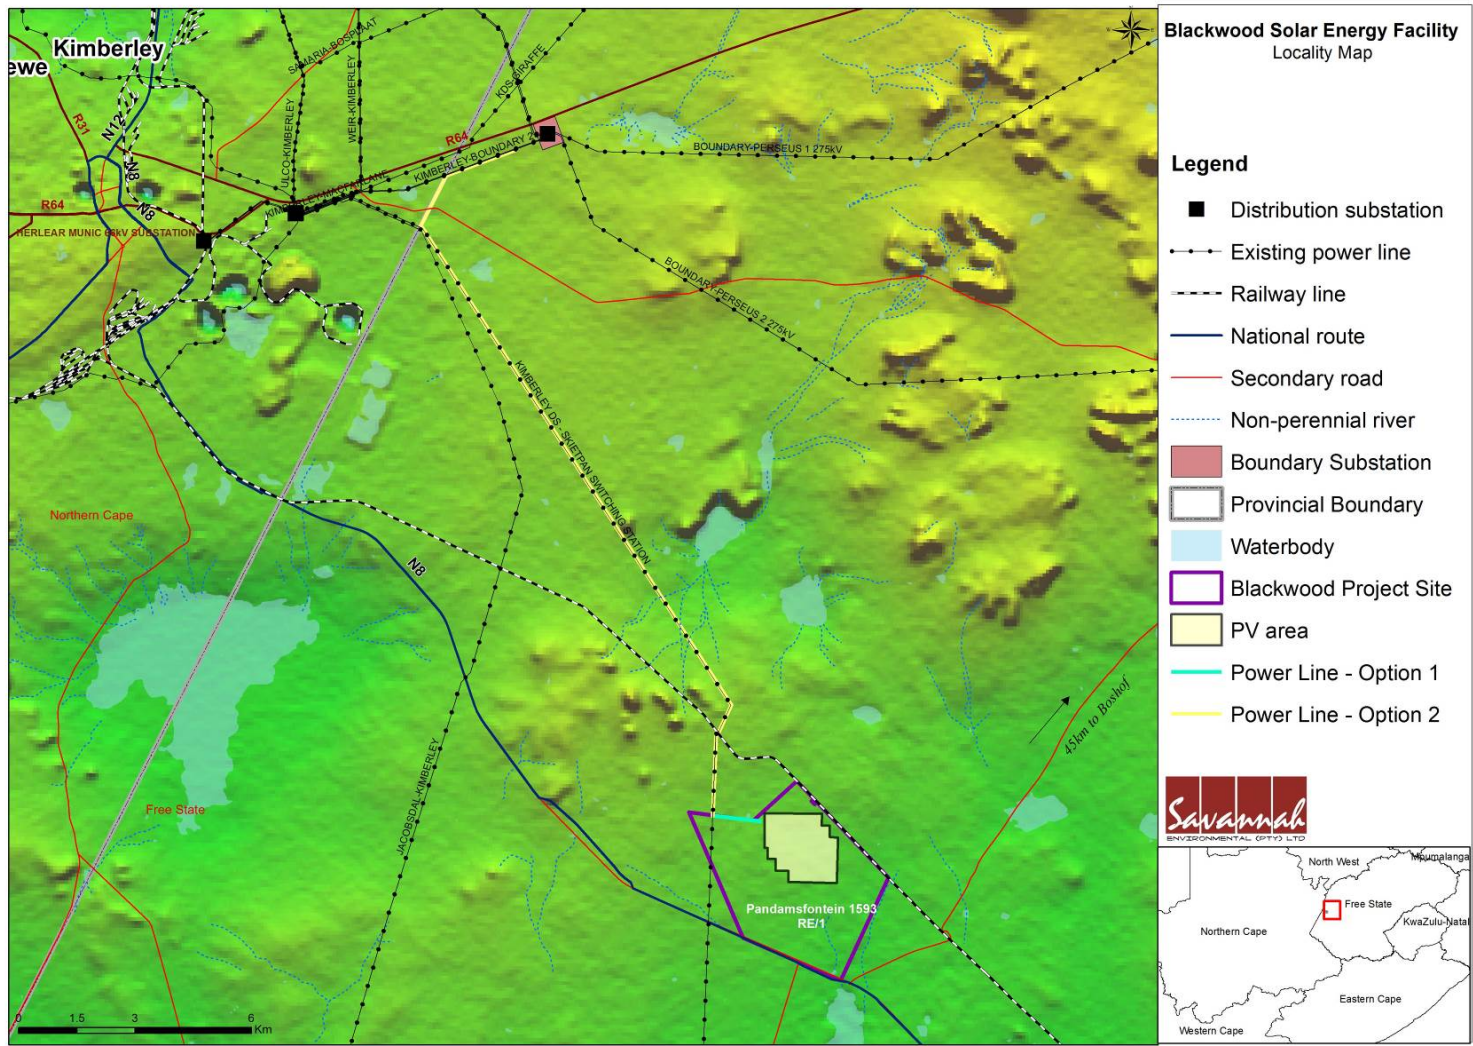 Kimberley
ewe
R31
N12
N8
N8
R64
HERLEAR MUNIC 66kV SUBSTATION
SAMARIA-BOSPLAAT
ULCO-KIMBERLEY
WEIR-KIMBERLEY
KDS-GIRAFFE
R64
KIMBERLEY-BOUNDARY 2
KIMBERLEY-MACFARLANE
BOUNDARY-PERSEUS 1 275kV
BOUNDARY-PERSEUS 2 275kV
KIMBERLEY DS - SKIETPAN SWITCHING STATION
Northern Cape
N8
Free State
JACOBSDAL-KIMBERLEY
45km to Boshof
Pandamsfontein 1593
RE/1
0 1.5 3 6
Km
Blackwood Solar Energy Facility
Locality Map
Legend
Distribution substation
Existing power line
Railway line
National route
Secondary road
Non-perennial river
Boundary Substation
Provincial Boundary
Waterbody
Blackwood Project Site
PV area
Power Line - Option 1
Power Line - Option 2
Savannah
ENVIRONMENTAL (PTY) LTD
North West
Mpumalanga
Free State
KwaZulu-Natal
Northern Cape
Eastern Cape
Western Cape